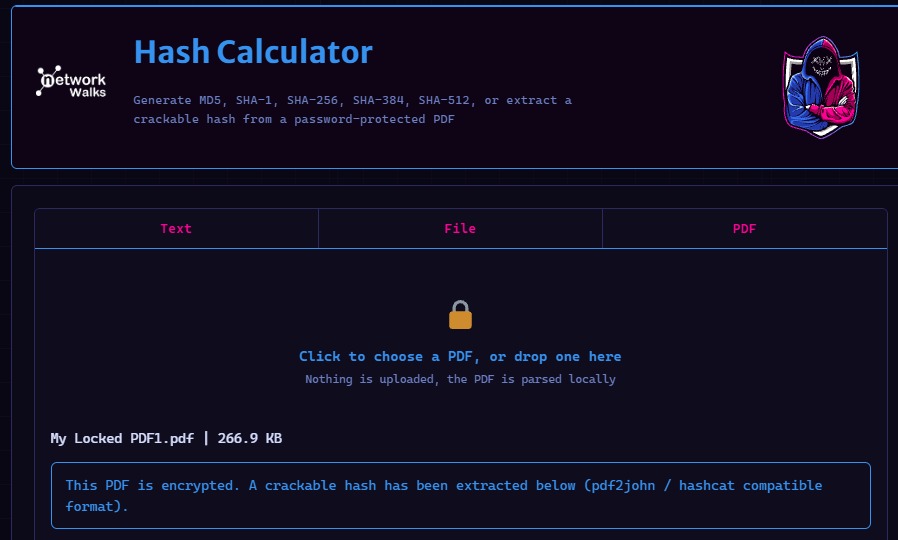 network
Walks
Hash Calculator
Generate MD5, SHA-1, SHA-256, SHA-384, SHA-512, or extract a
crackable hash from a password-protected PDF
Text
File
PDF
Click to choose a PDF, or drop one here
Nothing is uploaded, the PDF is parsed locally
My Locked PDF1.pdf | 266.9 KB
This PDF is encrypted. A crackable hash has been extracted below (pdf2john / hashcat compatible
format).